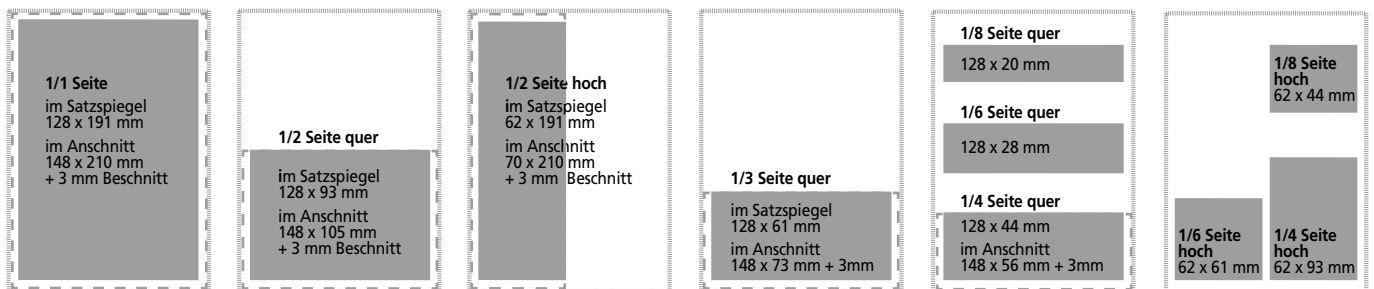 1/1 Seite
im Satzspiegel
128 x 191 mm
im Anschnitt
148 x 210 mm
+ 3 mm Beschnitt
1/2 Seite quer
im Satzspiegel
128 x 93 mm
im Anschnitt
148 x 105 mm
+ 3 mm Beschnitt
1/2 Seite hoch
im Satzspiegel
62 x 191 mm
im Anschnitt
70 x 210 mm
+ 3 mm Beschnitt
1/3 Seite quer
im Satzspiegel
128 x 61 mm
im Anschnitt
148 x 73 mm + 3mm
1/8 Seite quer
128 x 20 mm
1/6 Seite quer
128 x 28 mm
1/4 Seite quer
128 x 44 mm
im Anschnitt
148 x 56 mm + 3mm
1/8 Seite
hoch
62 x 44 mm
1/6 Seite
hoch
62 x 61 mm
1/4 Seite
hoch
62 x 93 mm